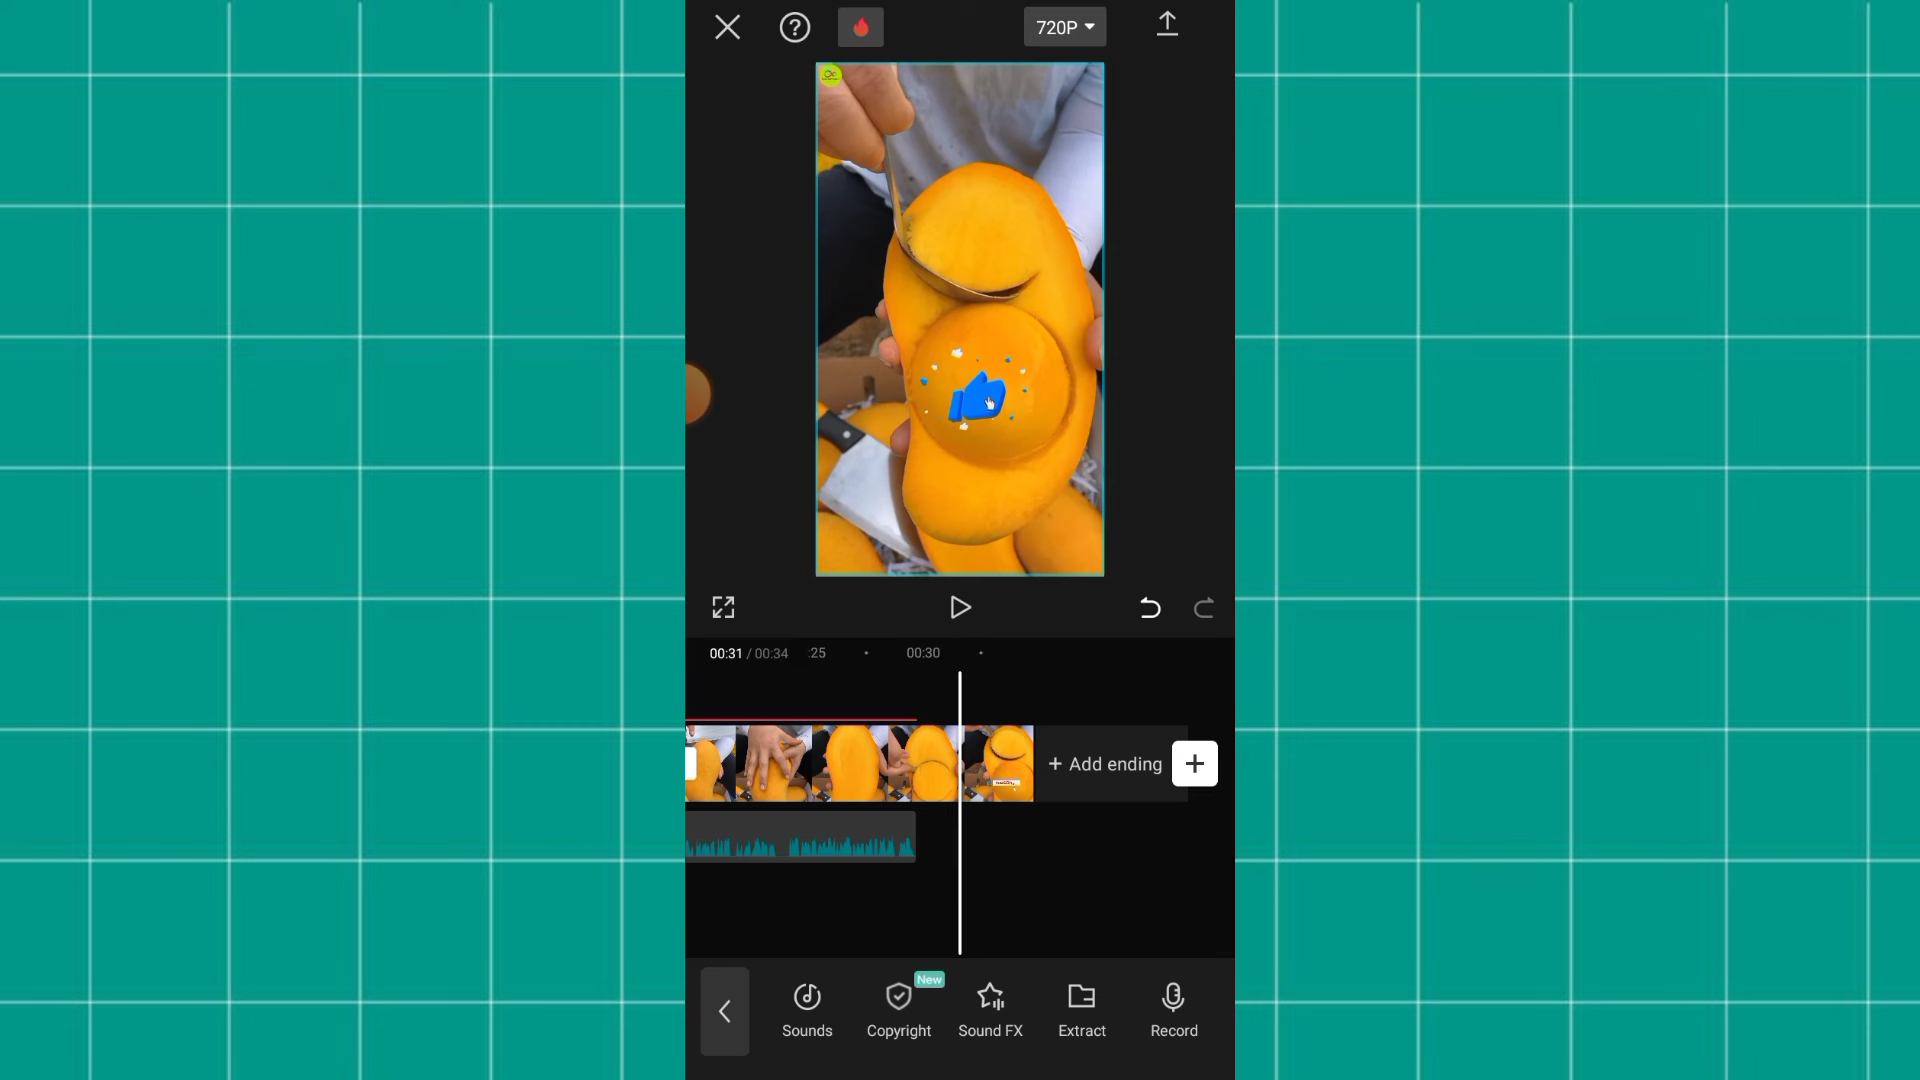 720P
00:31 / 00:34
:25
00:30
+ Add ending
New
Sounds
Copyright
Sound FX
Extract
Record